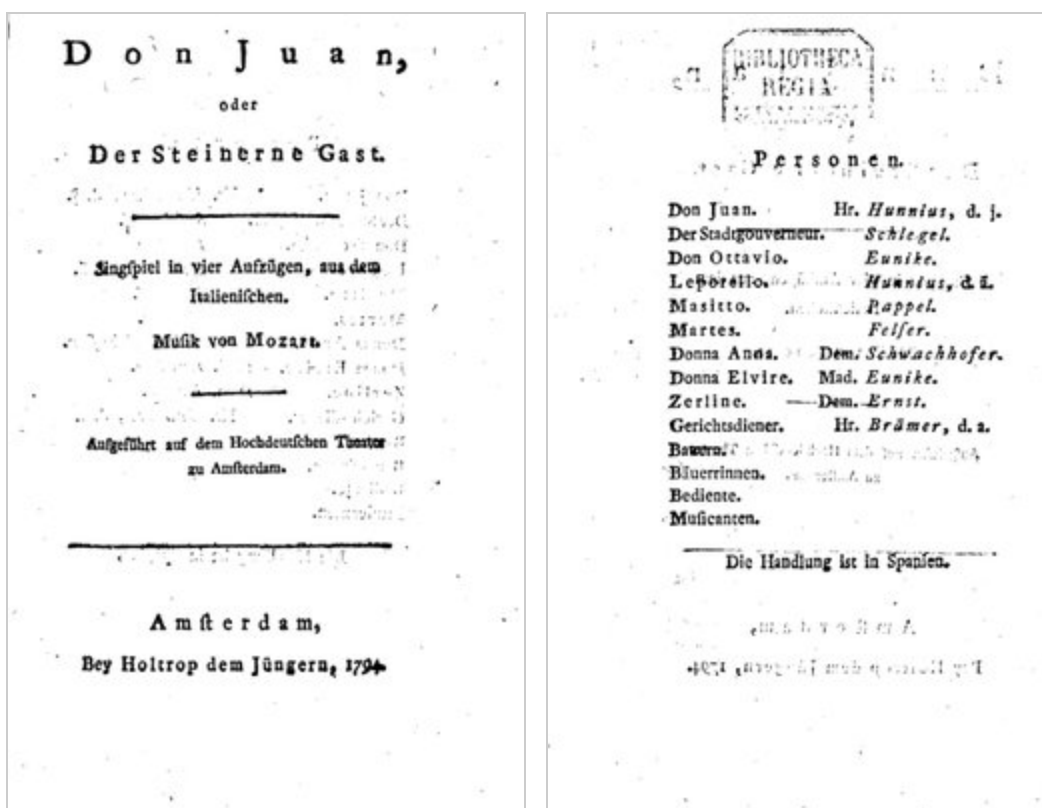 Don Juan,
oder
Der Steinerne Gast.
Singſpiel in vier Aufzügen, aus dem
Italieniſchen.
Muſik von Mozart.
Aufgeführt auf dem Hochdeutſchen Theater
zu Amſterdam.
Amſterdam,
Bey Holtrop dem Jüngern, 1794.
BIBLIOTHECA
REGIA
Perſonen.
Don Juan. Hr. Hunnius, d. j.
Der Stadtgouverneur. Schlegel.
Don Ottavio. Eunike.
Leporello. Hunnius, d. ä.
Maſitto. Pappel.
Martes. Felſer.
Donna Anna. Dem. Schwachhofer.
Donna Elvire. Mad. Eunike.
Zerline. Dem. Ernst.
Gerichtsdiener. Hr. Brämer, d. a.
Bauern.
Bäuerrinnen.
Bediente.
Muſicanten.
Die Handlung ist in Spanien.